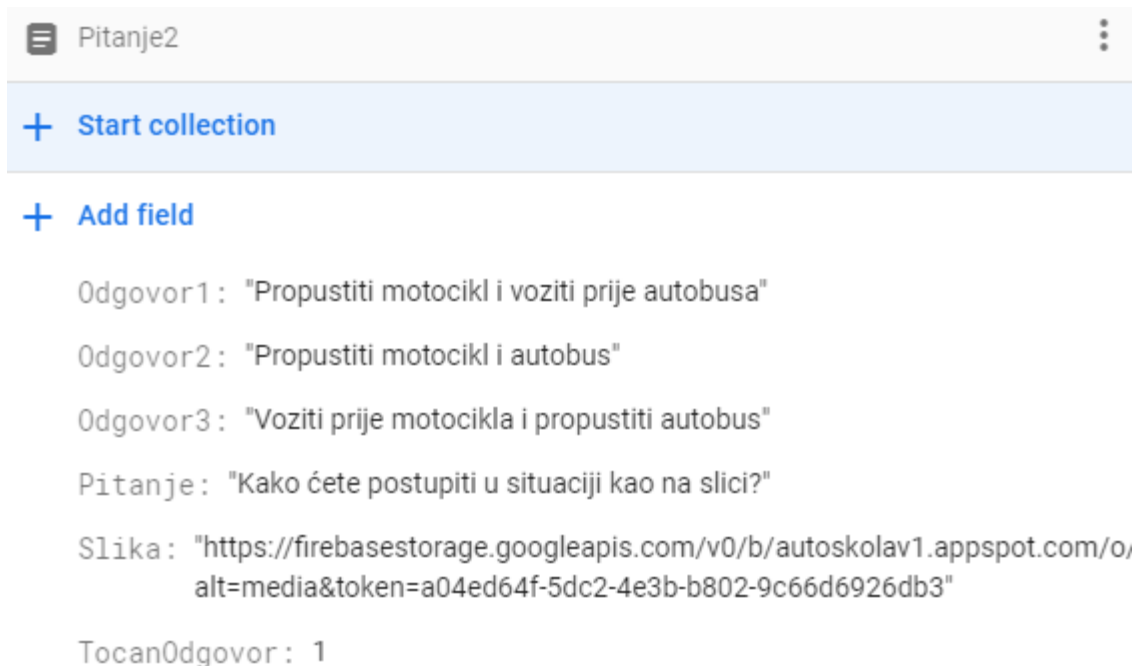 Pitanje2
Start collection
Add field
Odgovor1: "Propustiti motocikl i voziti prije autobusa"
Odgovor2: "Propustiti motocikl i autobus"
Odgovor3: "Voziti prije motocikla i propustiti autobus"
Pitanje: "Kako ćete postupiti u situaciji kao na slici?"
Slika: "https://firebasestorage.googleapis.com/v0/b/autoskolav1.appspot.com/o/
alt=media&token=a04ed64f-5dc2-4e3b-b802-9c66d6926db3"
TocanOdgovor: 1